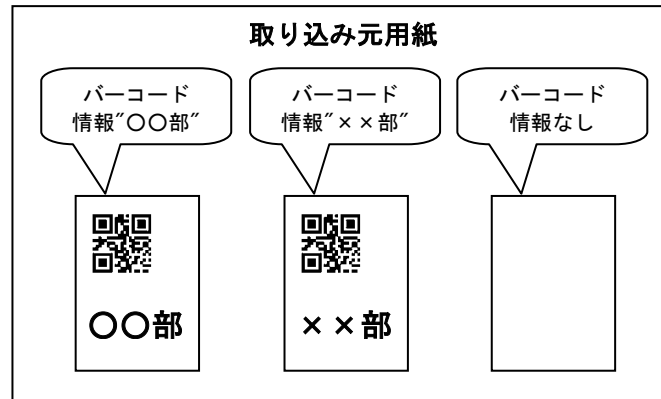 取り込み元用紙
バーコード
情報″○○部″
バーコード
情報″××部″
バーコード
情報なし
○○部
××部